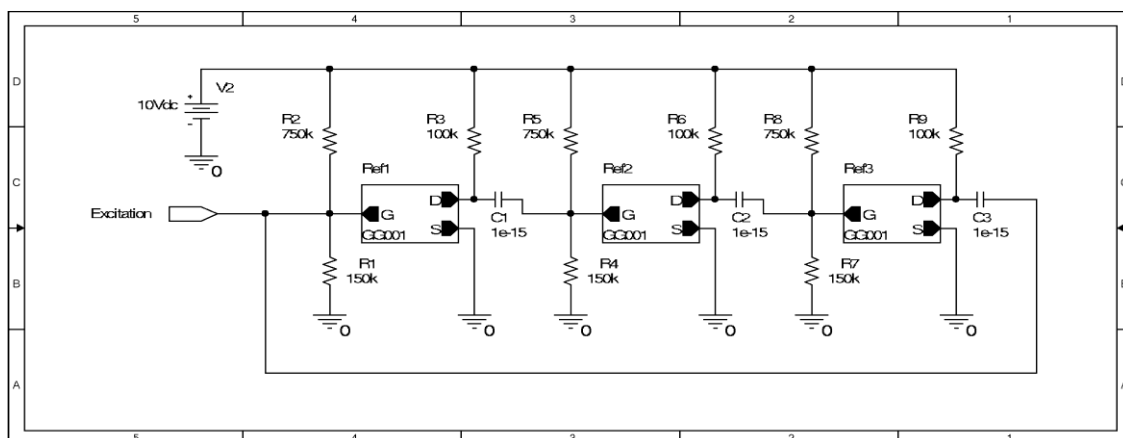 5 4 3 2 1
D D
V2
10Vdc
R2
750k
R3
100k
R5
750k
R6
100k
R8
750k
R9
100k
0
C C
Ref1
Ref2
Ref3
D
D
D
Excitation
G
C1
1e-15
G
C2
1e-15
G
C3
1e-15
S
S
S
GG001
GG001
GG001
R1
150k
R4
150k
R7
150k
B B
0 0 0 0 0 0
A A
5 4 3 2 1